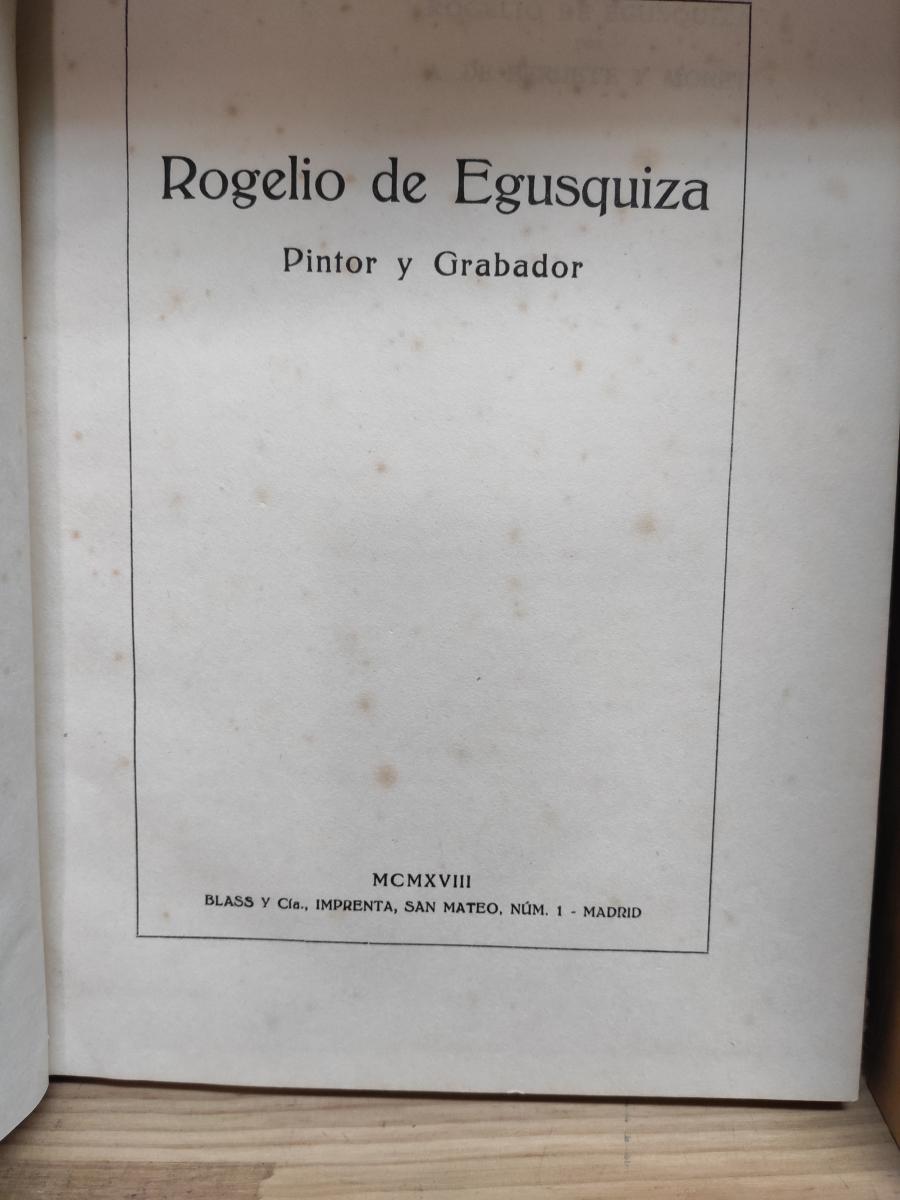 Rogelio de Egusquiza
Pintor y Grabador
MCMXVIII
BLASS Y Cía., IMPRENTA, SAN MATEO, NÚM. 1 - MADRID